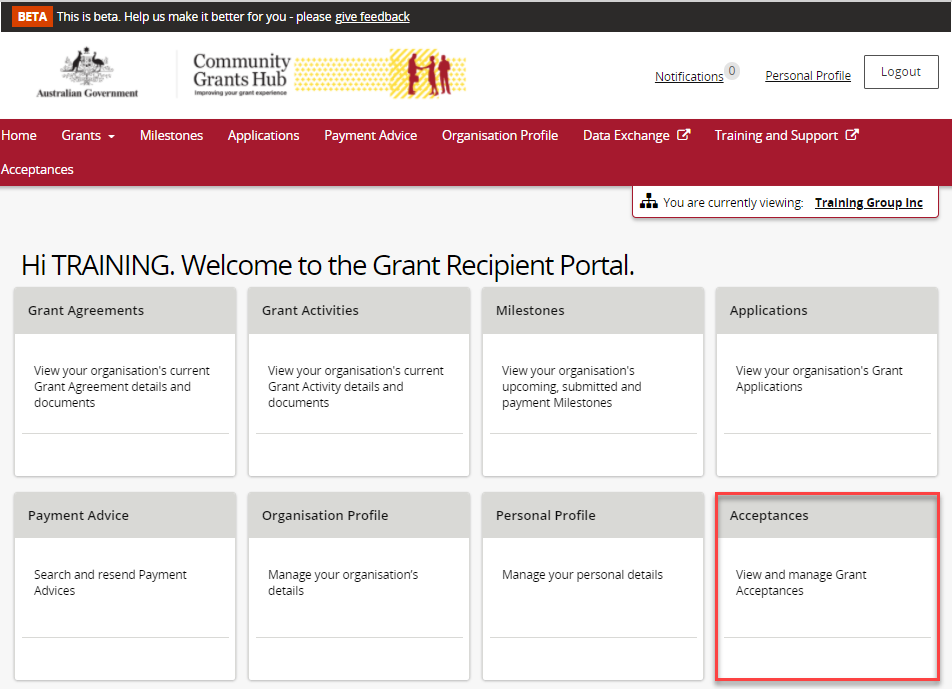 BETA This is beta. Help us make it better for you - please give feedback
Australian Government
Community
Grants Hub
Improving your grant experience
Notifications 0 Personal Profile Logout
Home Grants Milestones Applications Payment Advice Organisation Profile Data Exchange Training and Support
Acceptances
You are currently viewing: Training Group Inc
Hi TRAINING. Welcome to the Grant Recipient Portal.
Grant Agreements
View your organisation's current
Grant Agreement details and
documents
Grant Activities
View your organisation's current
Grant Activity details and
documents
Milestones
View your organisation's
upcoming, submitted and
payment Milestones
Applications
View your organisation's Grant
Applications
Payment Advice
Search and resend Payment
Advices
Organisation Profile
Manage your organisation’s
details
Personal Profile
Manage your personal details
Acceptances
View and manage Grant
Acceptances